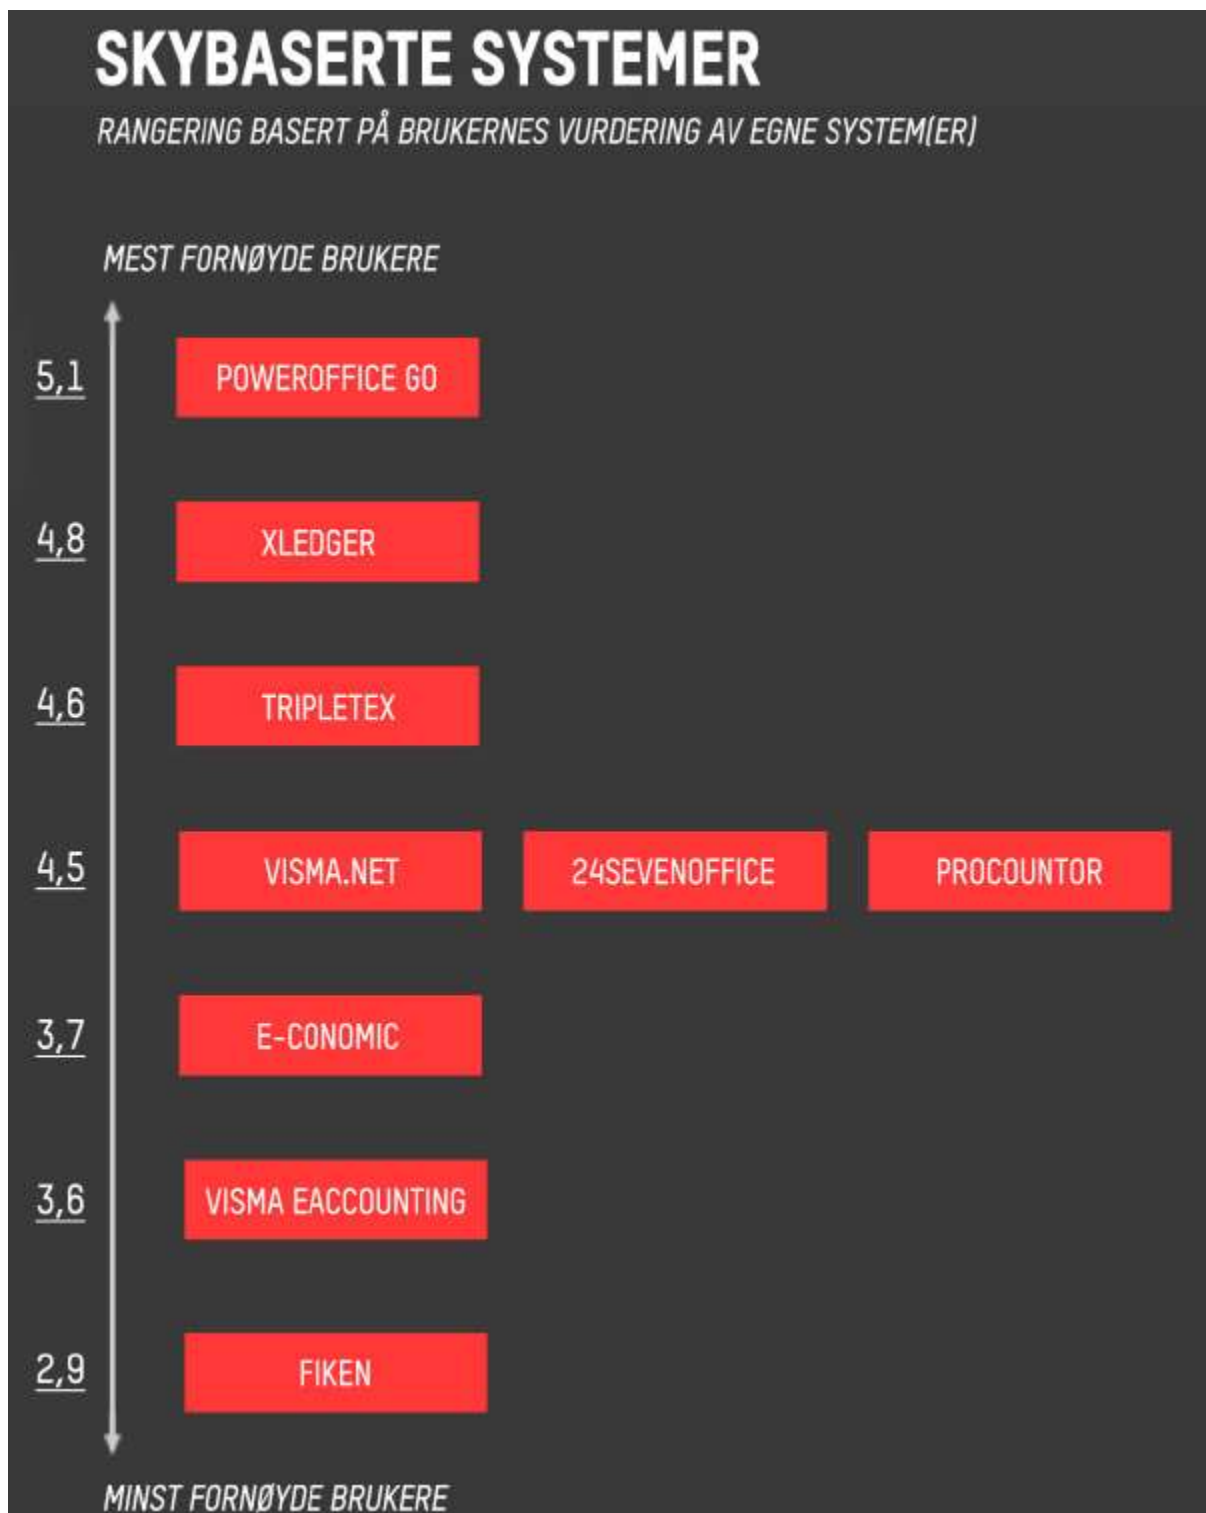 SKYBASERTE SYSTEMER
RANGERING BASERT PÅ BRUKERNES VURDERING AV EGNE SYSTEM(ER)
MEST FORNØYDE BRUKERE
5,1 POWEROFFICE GO
4,8 XLEDGER
4,6 TRIPLETEX
4,5 VISMA.NET 24SEVENOFFICE PROCOUNTOR
3,7 E-CONOMIC
3,6 VISMA EACCOUNTING
2,9 FIKEN
MINST FORNØYDE BRUKERE